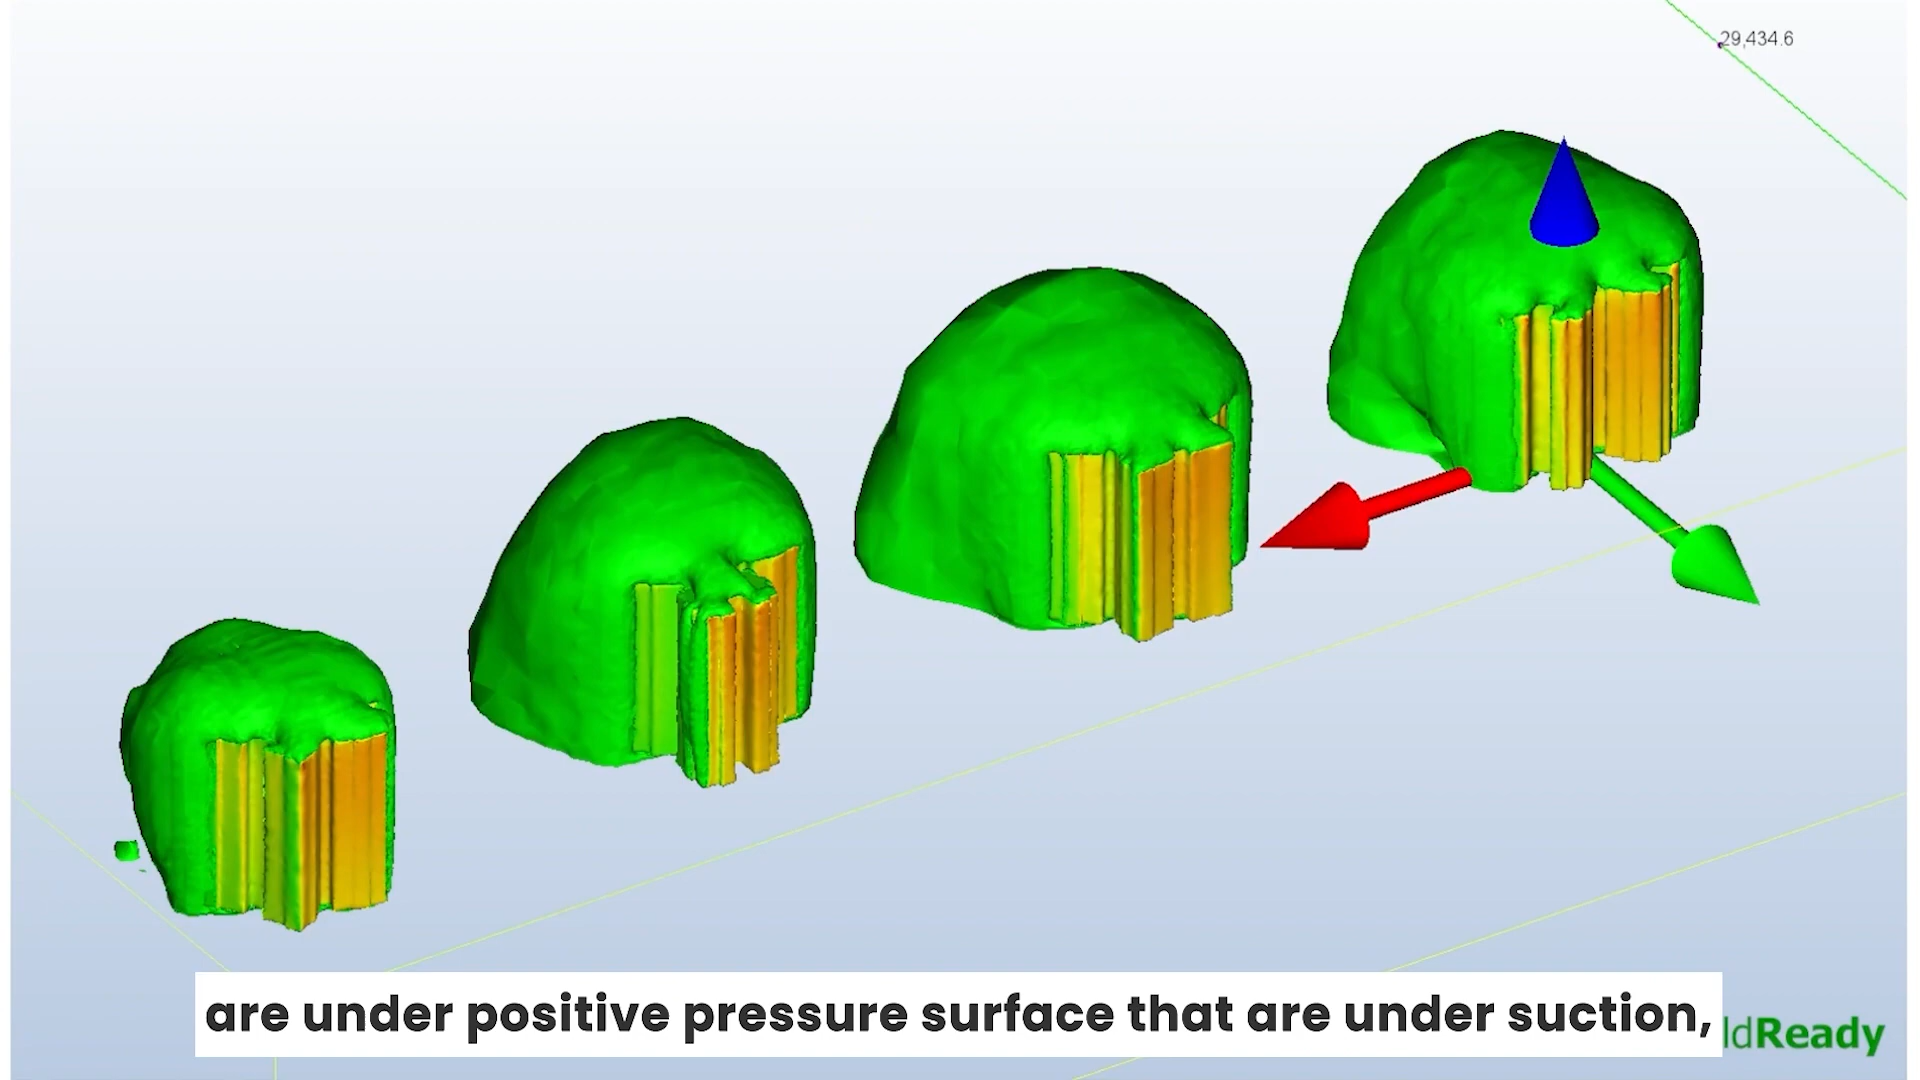 29,434.6
are under positive pressure surface that are under suction,
ldReady